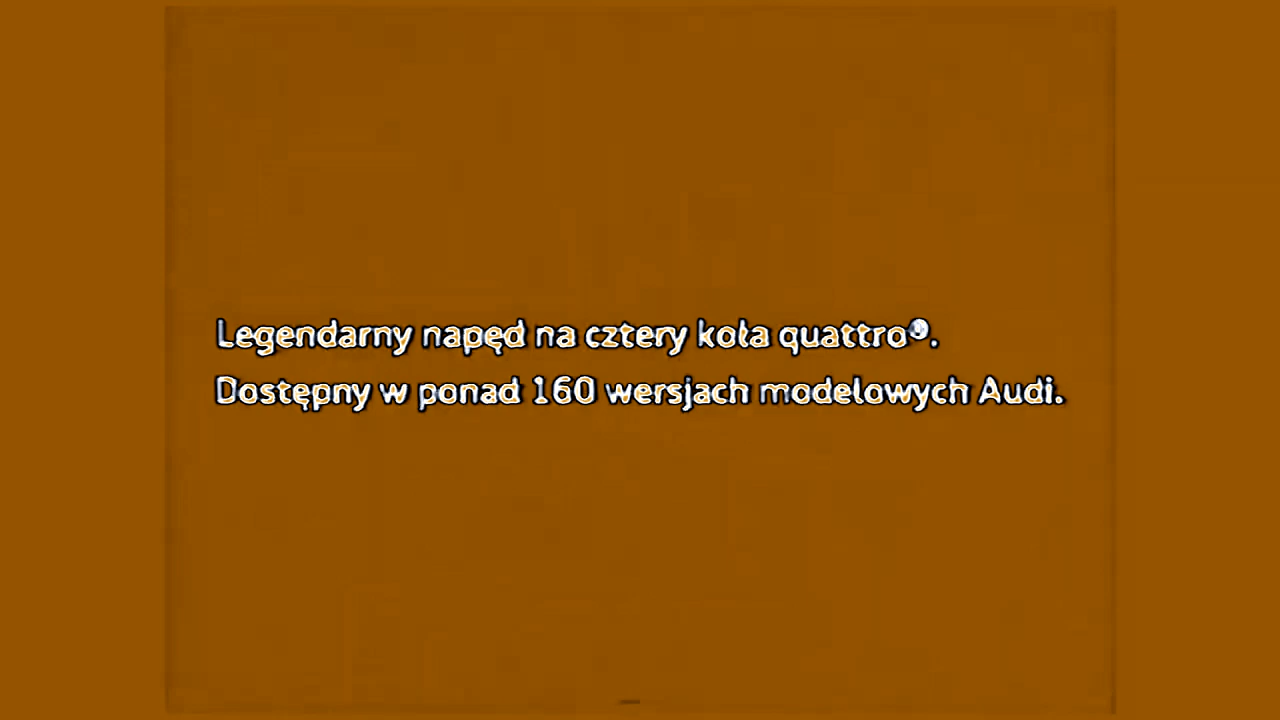 Legendarny napęd na cztery koła quattro®.
Dostępny w ponad 160 wersjach modelowych Audi.